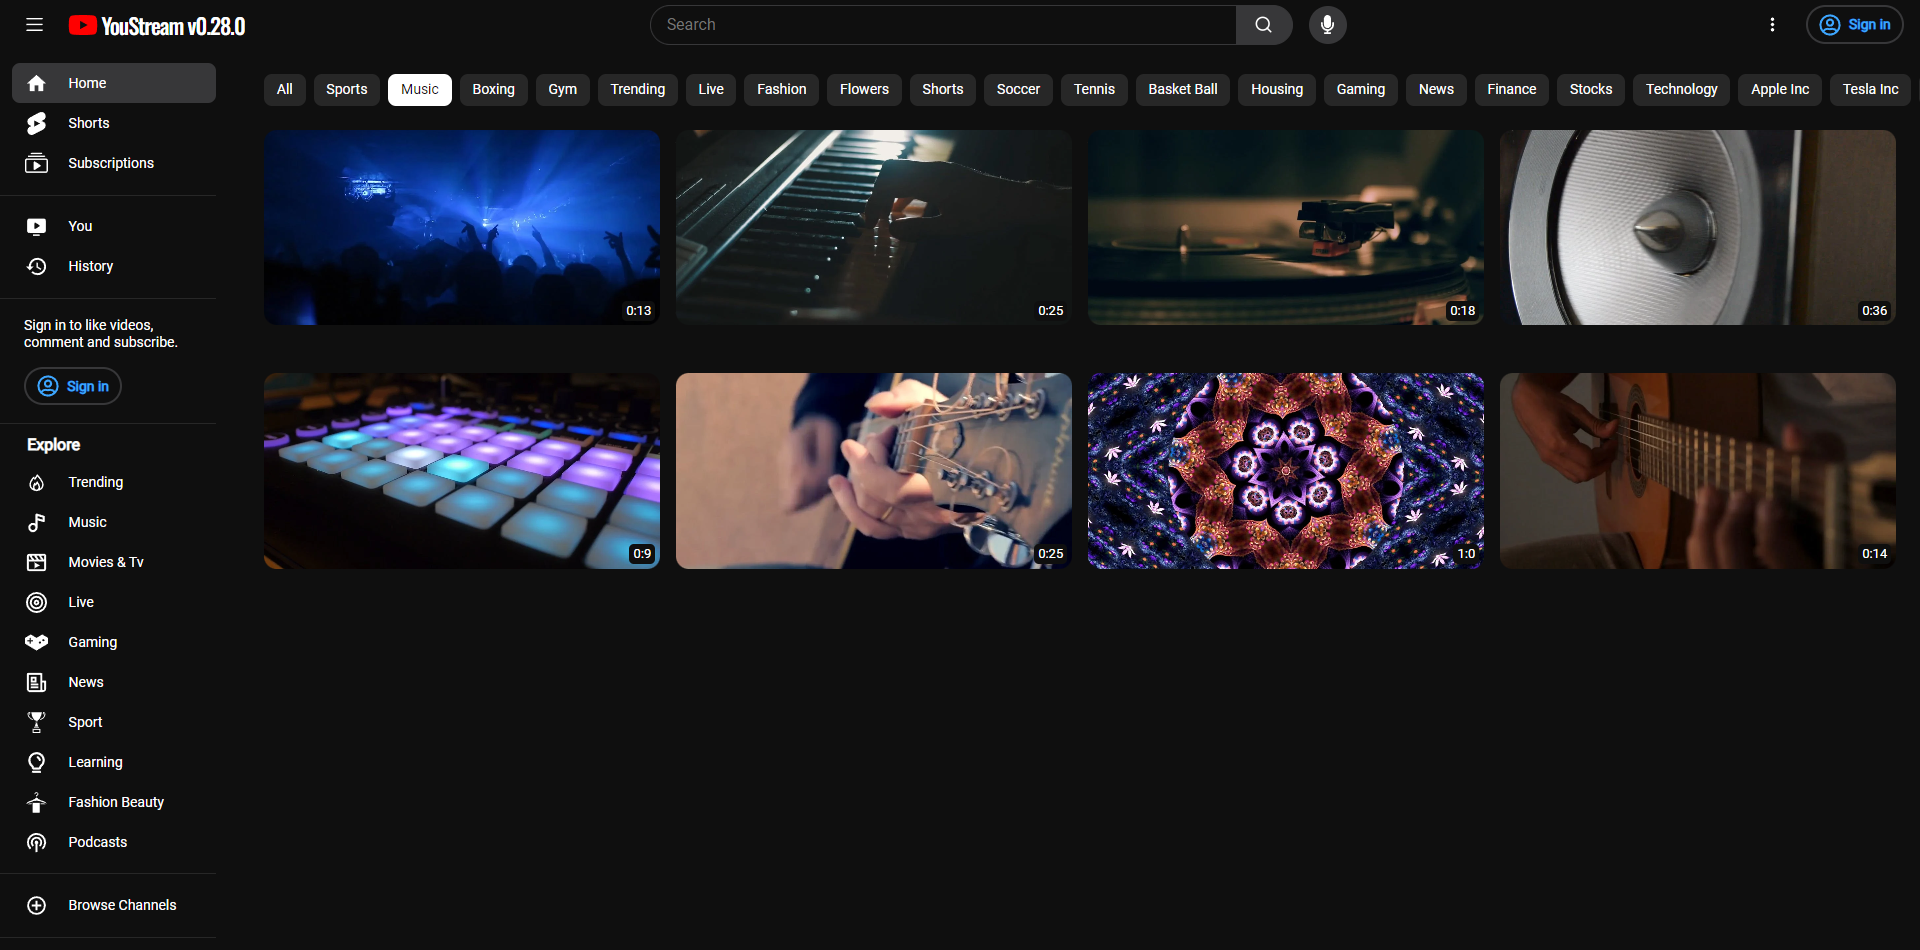 YouStream v0.28.0
Search
Sign in
Home
Shorts
Subscriptions
You
History
Sign in to like videos,
comment and subscribe.
Sign in
Explore
Trending
Music
Movies & Tv
Live
Gaming
News
Sport
Learning
Fashion Beauty
Podcasts
Browse Channels
All Sports Music Boxing Gym Trending Live Fashion Flowers Shorts Soccer Tennis Basket Ball Housing Gaming News Finance Stocks Technology Apple Inc Tesla Inc
0:13 0:25 0:18 0:36
0:9 0:25 1:0 0:14